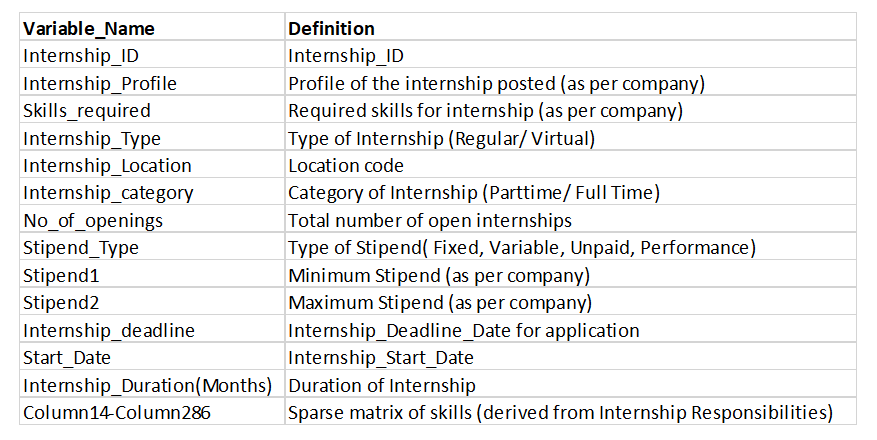 Variable_Name Definition
Internship_ID Internship_ID
Internship_Profile Profile of the internship posted (as per company)
Skills_required Required skills for internship (as per company)
Internship_Type Type of Internship (Regular/ Virtual)
Internship_Location Location code
Internship_category Category of Internship (Parttime/ Full Time)
No_of_openings Total number of open internships
Stipend_Type Type of Stipend( Fixed, Variable, Unpaid, Performance)
Stipend1 Minimum Stipend (as per company)
Stipend2 Maximum Stipend (as per company)
Internship_deadline Internship_Deadline_Date for application
Start_Date Internship_Start_Date
Internship_Duration(Months) Duration of Internship
Column14-Column286 Sparse matrix of skills (derived from Internship Responsibilities)